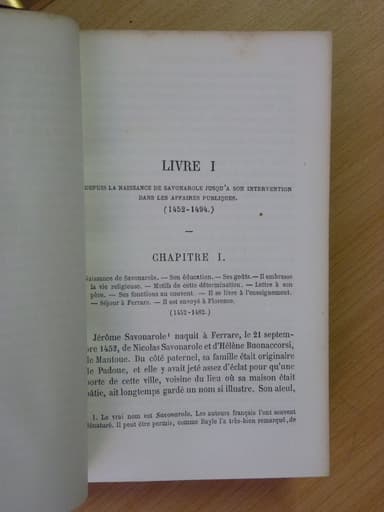 LIVRE I
DEPUIS LA NAISSANCE DE SAVONAROLE JUSQU'A SON INTERVENTION
DANS LES AFFAIRES PUBLIQUES.
(1452-1494.)
CHAPITRE I.
Naissance de Savonarole. — Son éducation. — Ses goûts. — Il embrasse
la vie religieuse. — Motifs de cette détermination. — Lettre à son
père. — Ses fonctions au couvent. — Il se livre à l'enseignement.
— Séjour à Ferrare. — Il est envoyé à Florence.
(1452-1482.)
Jérôme Savonarole¹ naquit à Ferrare, le 21 septem-
bre 1452, de Nicolas Savonarole et d'Hélène Buonaccorsi,
de Mantoue. Du côté paternel, sa famille était originaire
de Padoue, et elle y avait jeté assez d'éclat pour qu'une
porte de cette ville, voisine du lieu où sa maison était
bâtie, ait longtemps gardé un nom si illustre. Son aïeul,
1. Le vrai nom est Savonarola. Les auteurs français l'ont souvent
dénaturé. Il peut être permis, comme Bayle l'a très-bien remarqué, de